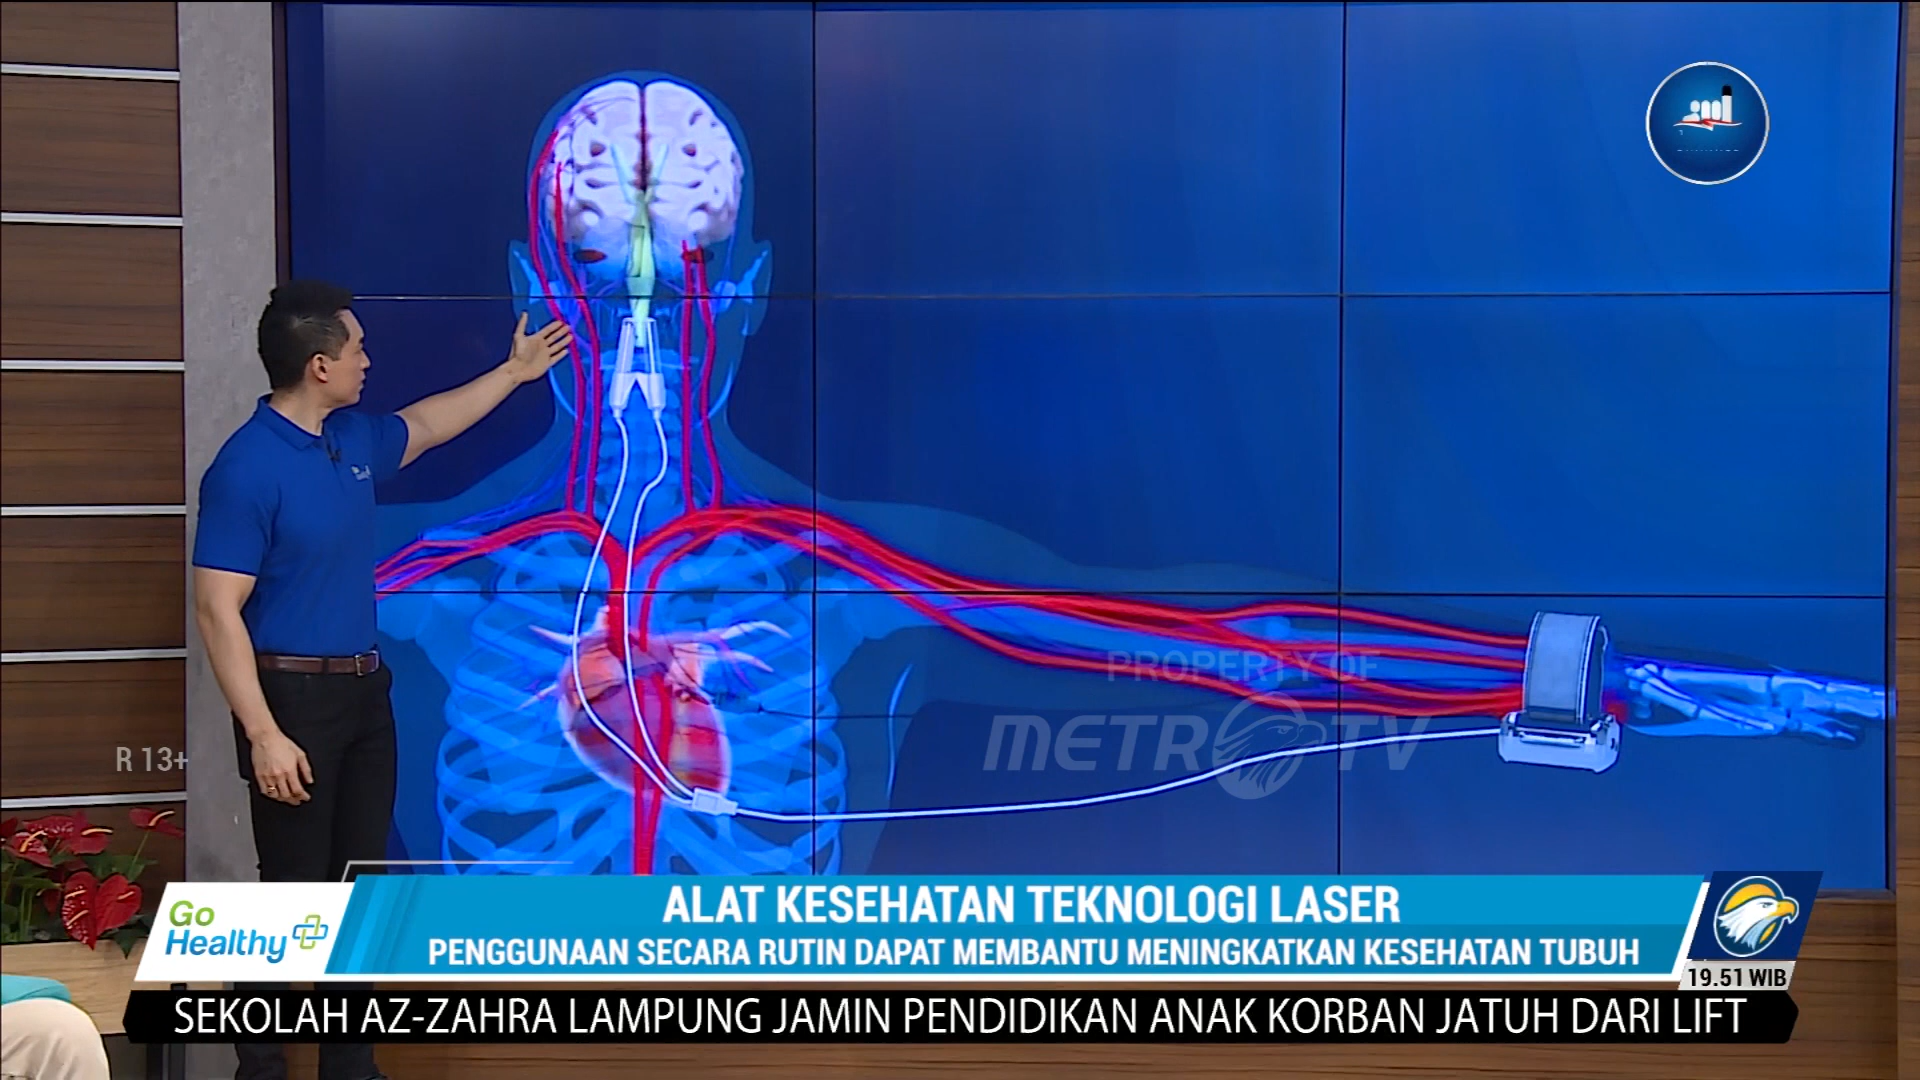 PROPERTY OF
METRO TV
R 13+
Go
Healthy
ALAT KESEHATAN TEKNOLOGI LASER
PENGGUNAAN SECARA RUTIN DAPAT MEMBANTU MENINGKATKAN KESEHATAN TUBUH
19.51 WIB
SEKOLAH AZ-ZAHRA LAMPUNG JAMIN PENDIDIKAN ANAK KORBAN JATUH DARI LIFT